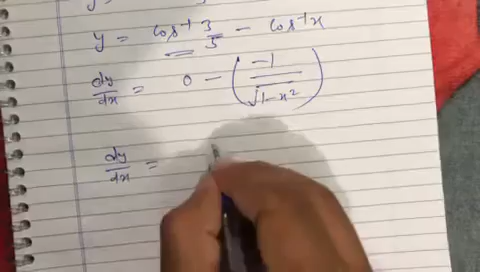 y = cos⁻¹ 3/5 − cos⁻¹x
dy/dx = 0 − (−1/√1−x²)
dy/dx =